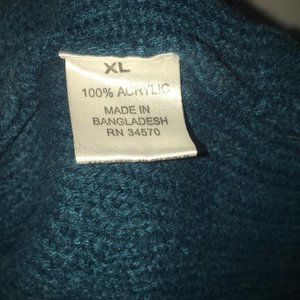 XL
100% ACRYLIC
MADE IN
BANGLADESH
RN 34570